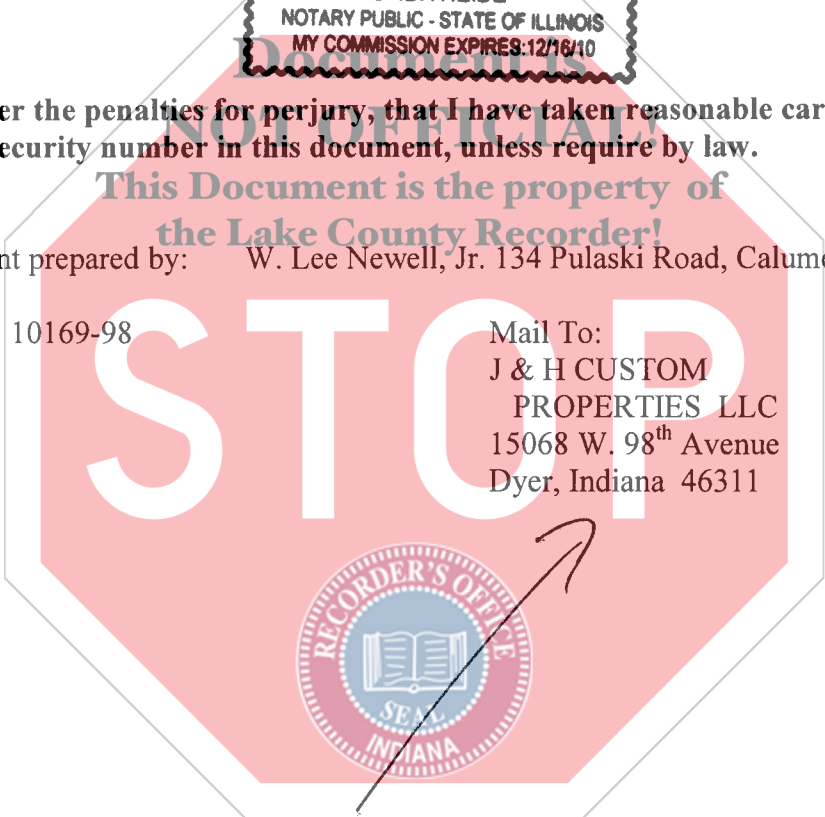 NOTARY PUBLIC - STATE OF ILLINOIS
MY COMMISSION EXPIRES:12/16/10
Document is
NOT OFFICIAL!
er the penalties for perjury, that I have taken reasonable car
ecurity number in this document, unless require by law.
This Document is the property of
the Lake County Recorder!
nt prepared by: W. Lee Newell, Jr. 134 Pulaski Road, Calume
10169-98
Mail To:
J & H CUSTOM
PROPERTIES LLC
15068 W. 98th Avenue
Dyer, Indiana 46311
STOP
RECORDER'S OFFICE
SEAL
INDIANA